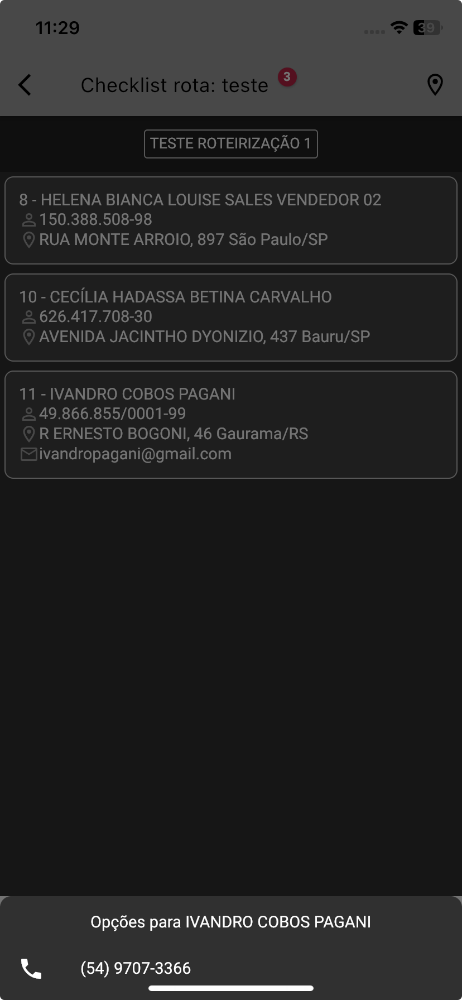 11:29
39
Checklist rota: teste
3
TESTE ROTEIRIZAÇÃO 1
8 - HELENA BIANCA LOUISE SALES VENDEDOR 02
150.388.508-98
RUA MONTE ARROIO, 897 São Paulo/SP
10 - CECÍLIA HADASSA BETINA CARVALHO
626.417.708-30
AVENIDA JACINTHO DYONIZIO, 437 Bauru/SP
11 - IVANDRO COBOS PAGANI
49.866.855/0001-99
R ERNESTO BOGONI, 46 Gaurama/RS
ivandropagani@gmail.com
Opções para IVANDRO COBOS PAGANI
(54) 9707-3366